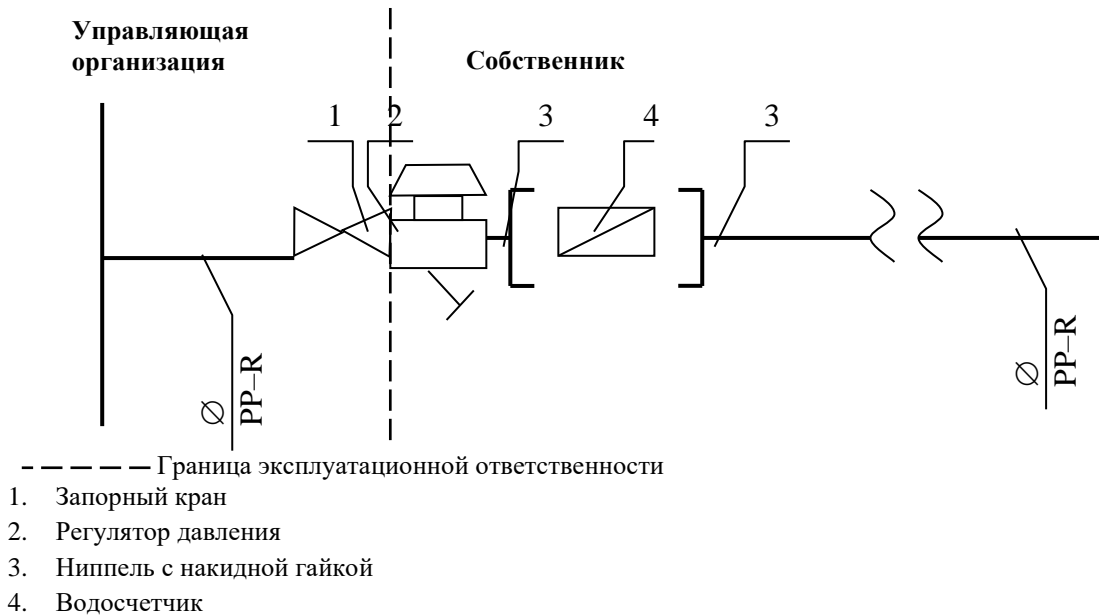 Управляющая
организация
Собственник
1 2 3 4 3
∅
PP–R
∅
PP–R
Граница эксплуатационной ответственности
1. Запорный кран
2. Регулятор давления
3. Ниппель с накидной гайкой
4. Водосчетчик